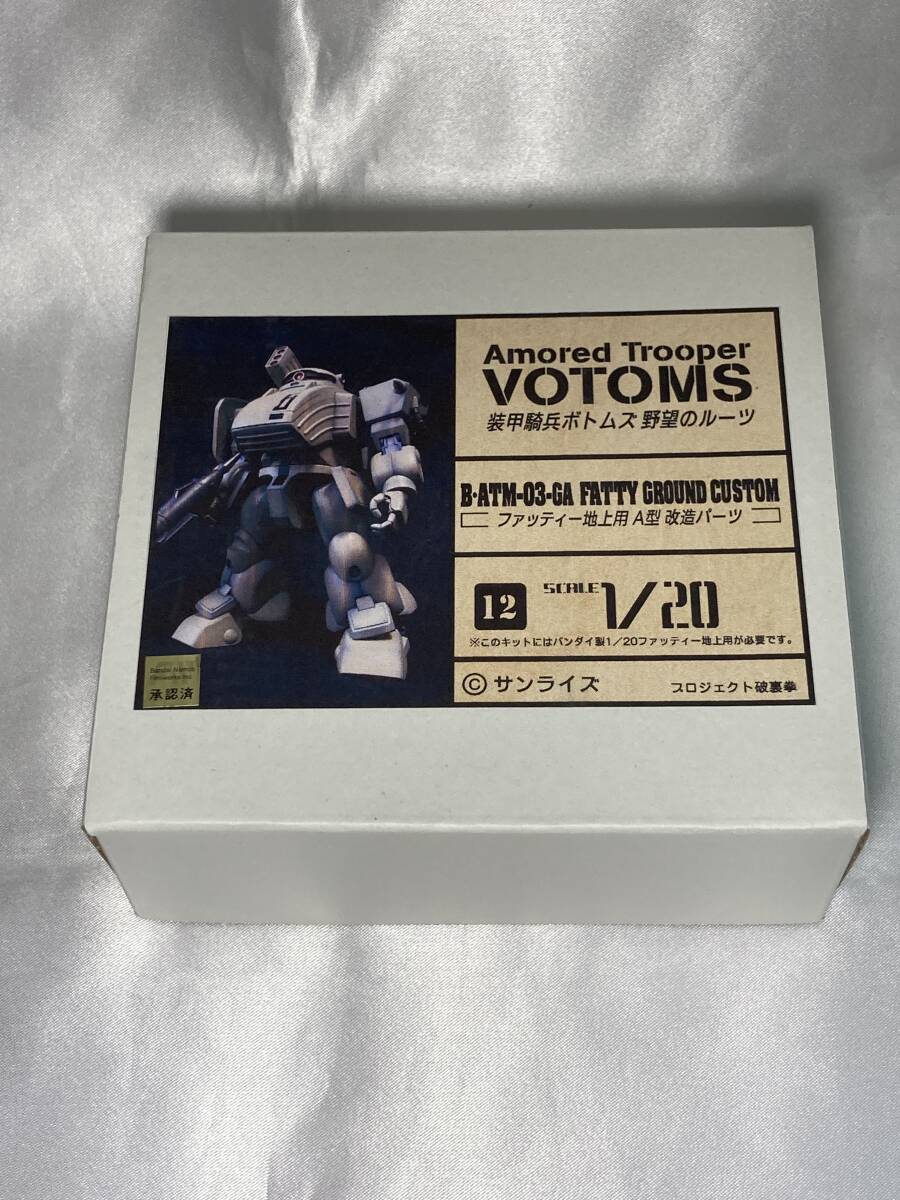 Amored Trooper
VOTOMS
装甲騎兵ボトムズ 野望のルーツ
B・ATM-03-GA FATTY GROUND CUSTOM
ファッティー地上用 A型 改造パーツ
12
SCALE 1/20
※このキットにはバンダイ製1/20ファッティー地上用が必要です。
© サンライズ
プロジェクト破裏拳
Bandai Namco
Filmworks Inc.
承認済